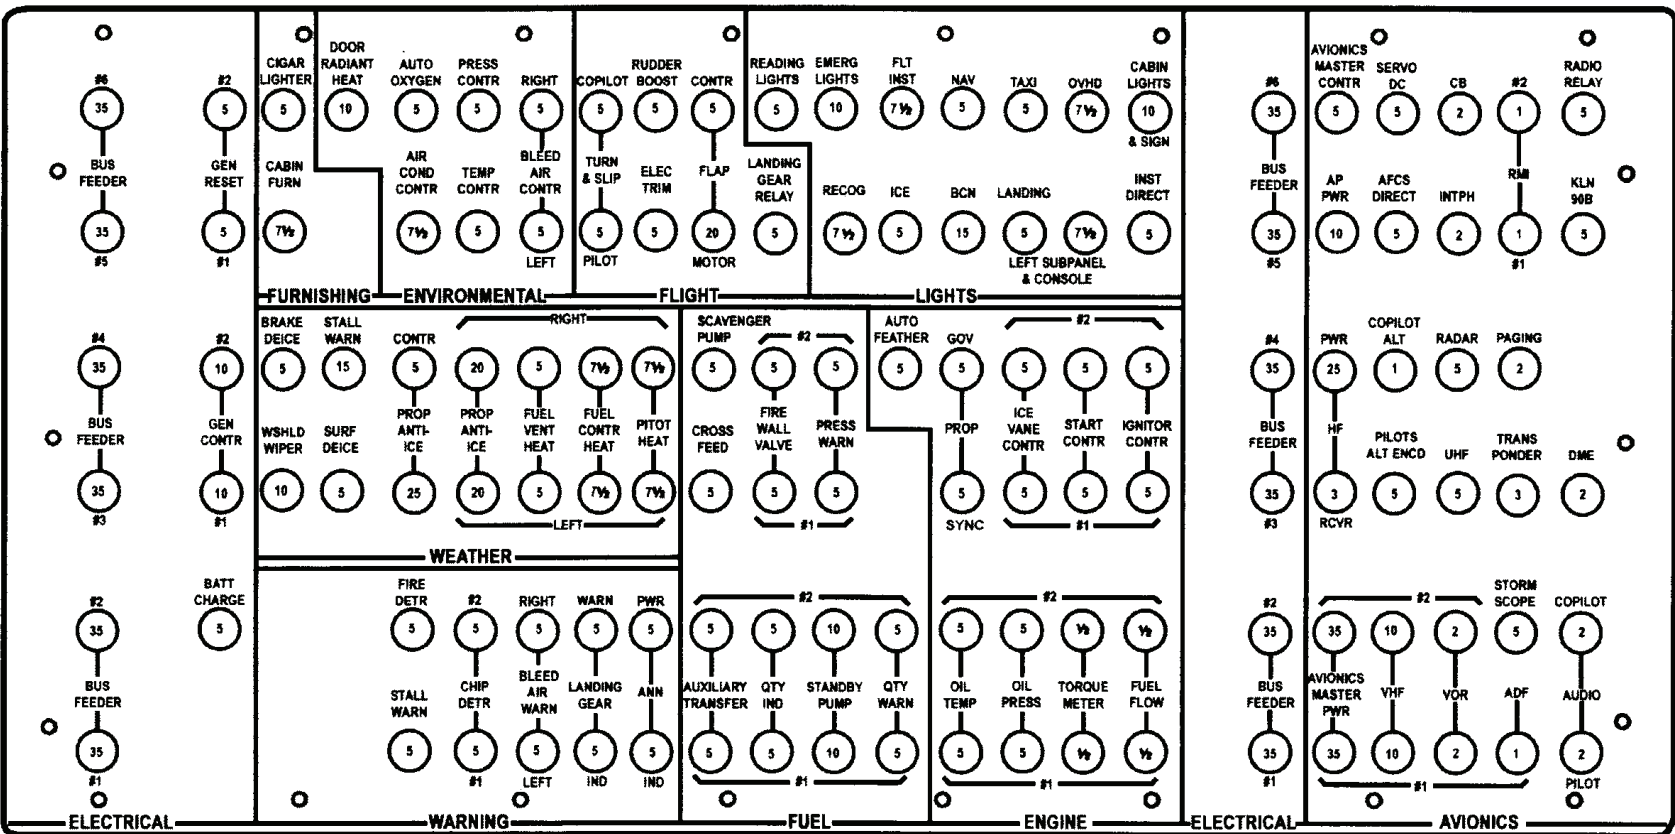 #6
35
BUS
FEEDER
35
#5
#2
5
GEN
RESET
5
#1
#4
35
BUS
FEEDER
35
#3
#2
10
GEN
CONTR
10
#1
#2
35
BUS
FEEDER
35
#1
BATT
CHARGE
5
ELECTRICAL
CIGAR
LIGHTER
5
CABIN
FURN
7½
FURNISHING
DOOR
RADIANT
HEAT
10
AUTO
OXYGEN
5
PRESS
CONTR
5
RIGHT
5
AIR
COND
CONTR
7½
TEMP
CONTR
5
BLEED
AIR
CONTR
5
LEFT
ENVIRONMENTAL
COPILOT
5
TURN
& SLIP
5
PILOT
RUDDER
BOOST
5
ELEC
TRIM
5
CONTR
5
FLAP
20
MOTOR
FLIGHT
READING
LIGHTS
5
EMERG
LIGHTS
10
FLT
INST
7½
NAV
5
TAXI
5
OVHD
7½
CABIN
LIGHTS
10
& SIGN
LANDING
GEAR
RELAY
5
RECOG
7½
ICE
5
BCN
15
LANDING
5
7½
LEFT SUBPANEL
& CONSOLE
INST
DIRECT
5
LIGHTS
BRAKE
DEICE
5
STALL
WARN
15
CONTR
5
RIGHT
20
5
7½
7½
WSHLD
WIPER
10
SURF
DEICE
5
PROP
ANTI-
ICE
25
PROP
ANTI-
ICE
20
FUEL
VENT
HEAT
5
FUEL
CONTR
HEAT
7½
PITOT
HEAT
7½
LEFT
WEATHER
FIRE
DETR
5
#2
5
RIGHT
5
WARN
5
PWR
5
STALL
WARN
5
CHIP
DETR
5
#1
BLEED
AIR
WARN
5
LEFT
LANDING
GEAR
5
IND
ANN
5
IND
WARNING
SCAVENGER
PUMP
5
#2
5
5
CROSS
FEED
5
FIRE
WALL
VALVE
5
PRESS
WARN
5
#1
#2
5
5
10
5
AUXILIARY
TRANSFER
QTY
IND
STANDBY
PUMP
QTY
WARN
5
5
10
5
#1
FUEL
AUTO
FEATHER
5
GOV
5
PROP
5
SYNC
#2
5
5
5
ICE
VANE
CONTR
START
CONTR
IGNITOR
CONTR
5
5
5
#1
#2
5
5
½
½
OIL
TEMP
OIL
PRESS
TORQUE
METER
FUEL
FLOW
5
5
½
½
#1
ENGINE
#6
35
BUS
FEEDER
35
#5
#4
35
BUS
FEEDER
35
#3
#2
35
BUS
FEEDER
35
#1
ELECTRICAL
AVIONICS
MASTER
CONTR
5
SERVO
DC
5
CB
2
#2
1
RADIO
RELAY
5
AP
PWR
10
AFCS
DIRECT
5
INTPH
2
RMI
1
#1
KLN
90B
5
PWR
25
COPILOT
ALT
1
RADAR
5
PAGING
2
HF
3
RCVR
PILOTS
ALT ENCD
5
UHF
5
TRANS
PONDER
3
DME
2
#2
35
10
2
STORM
SCOPE
5
COPILOT
2
AVIONICS
MASTER
PWR
35
VHF
10
VOR
2
ADF
1
#1
AUDIO
2
PILOT
AVIONICS